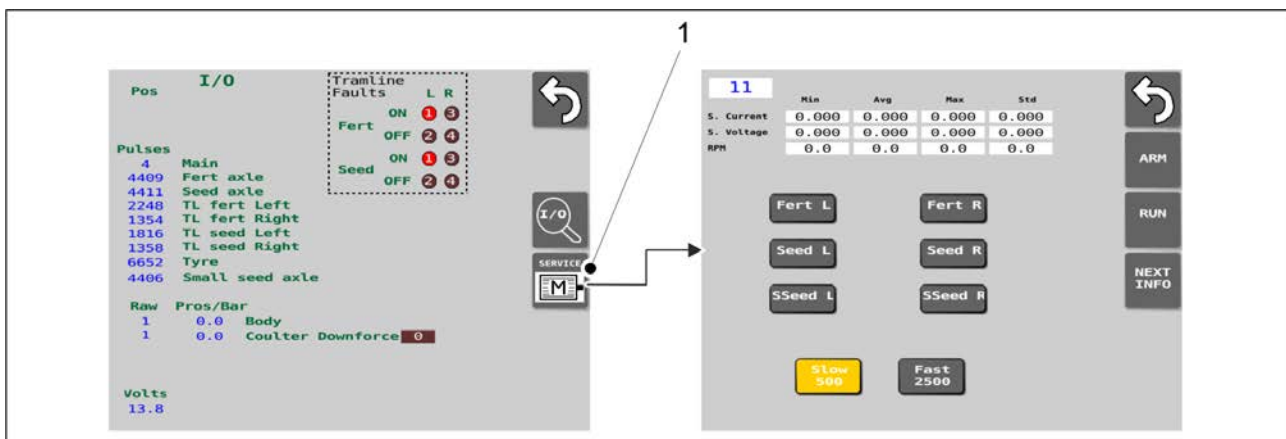 1
I/O
Pos
Tramline
Faults L R
ON 1 3
Fert
OFF 2 4
ON 1 3
Seed
OFF 2 4
Pulses
4 Main
4409 Fert axle
4411 Seed axle
2248 TL fert Left
1354 TL fert Right
1816 TL seed Left
1358 TL seed Right
6652 Tyre
4406 Small seed axle
Raw Pros/Bar
1 0.0 Body
1 0.0 Coulter Downforce 0
Volts
13.8
I/O
SERVICE
M
11
Min Avg Max Std
S. Current 0.000 0.000 0.000 0.000
S. Voltage 0.000 0.000 0.000 0.000
RPM 0.0 0.0 0.0 0.0
Fert L Fert R
Seed L Seed R
SSeed L SSeed R
Slow Fast
500 2500
ARM
RUN
NEXT
INFO